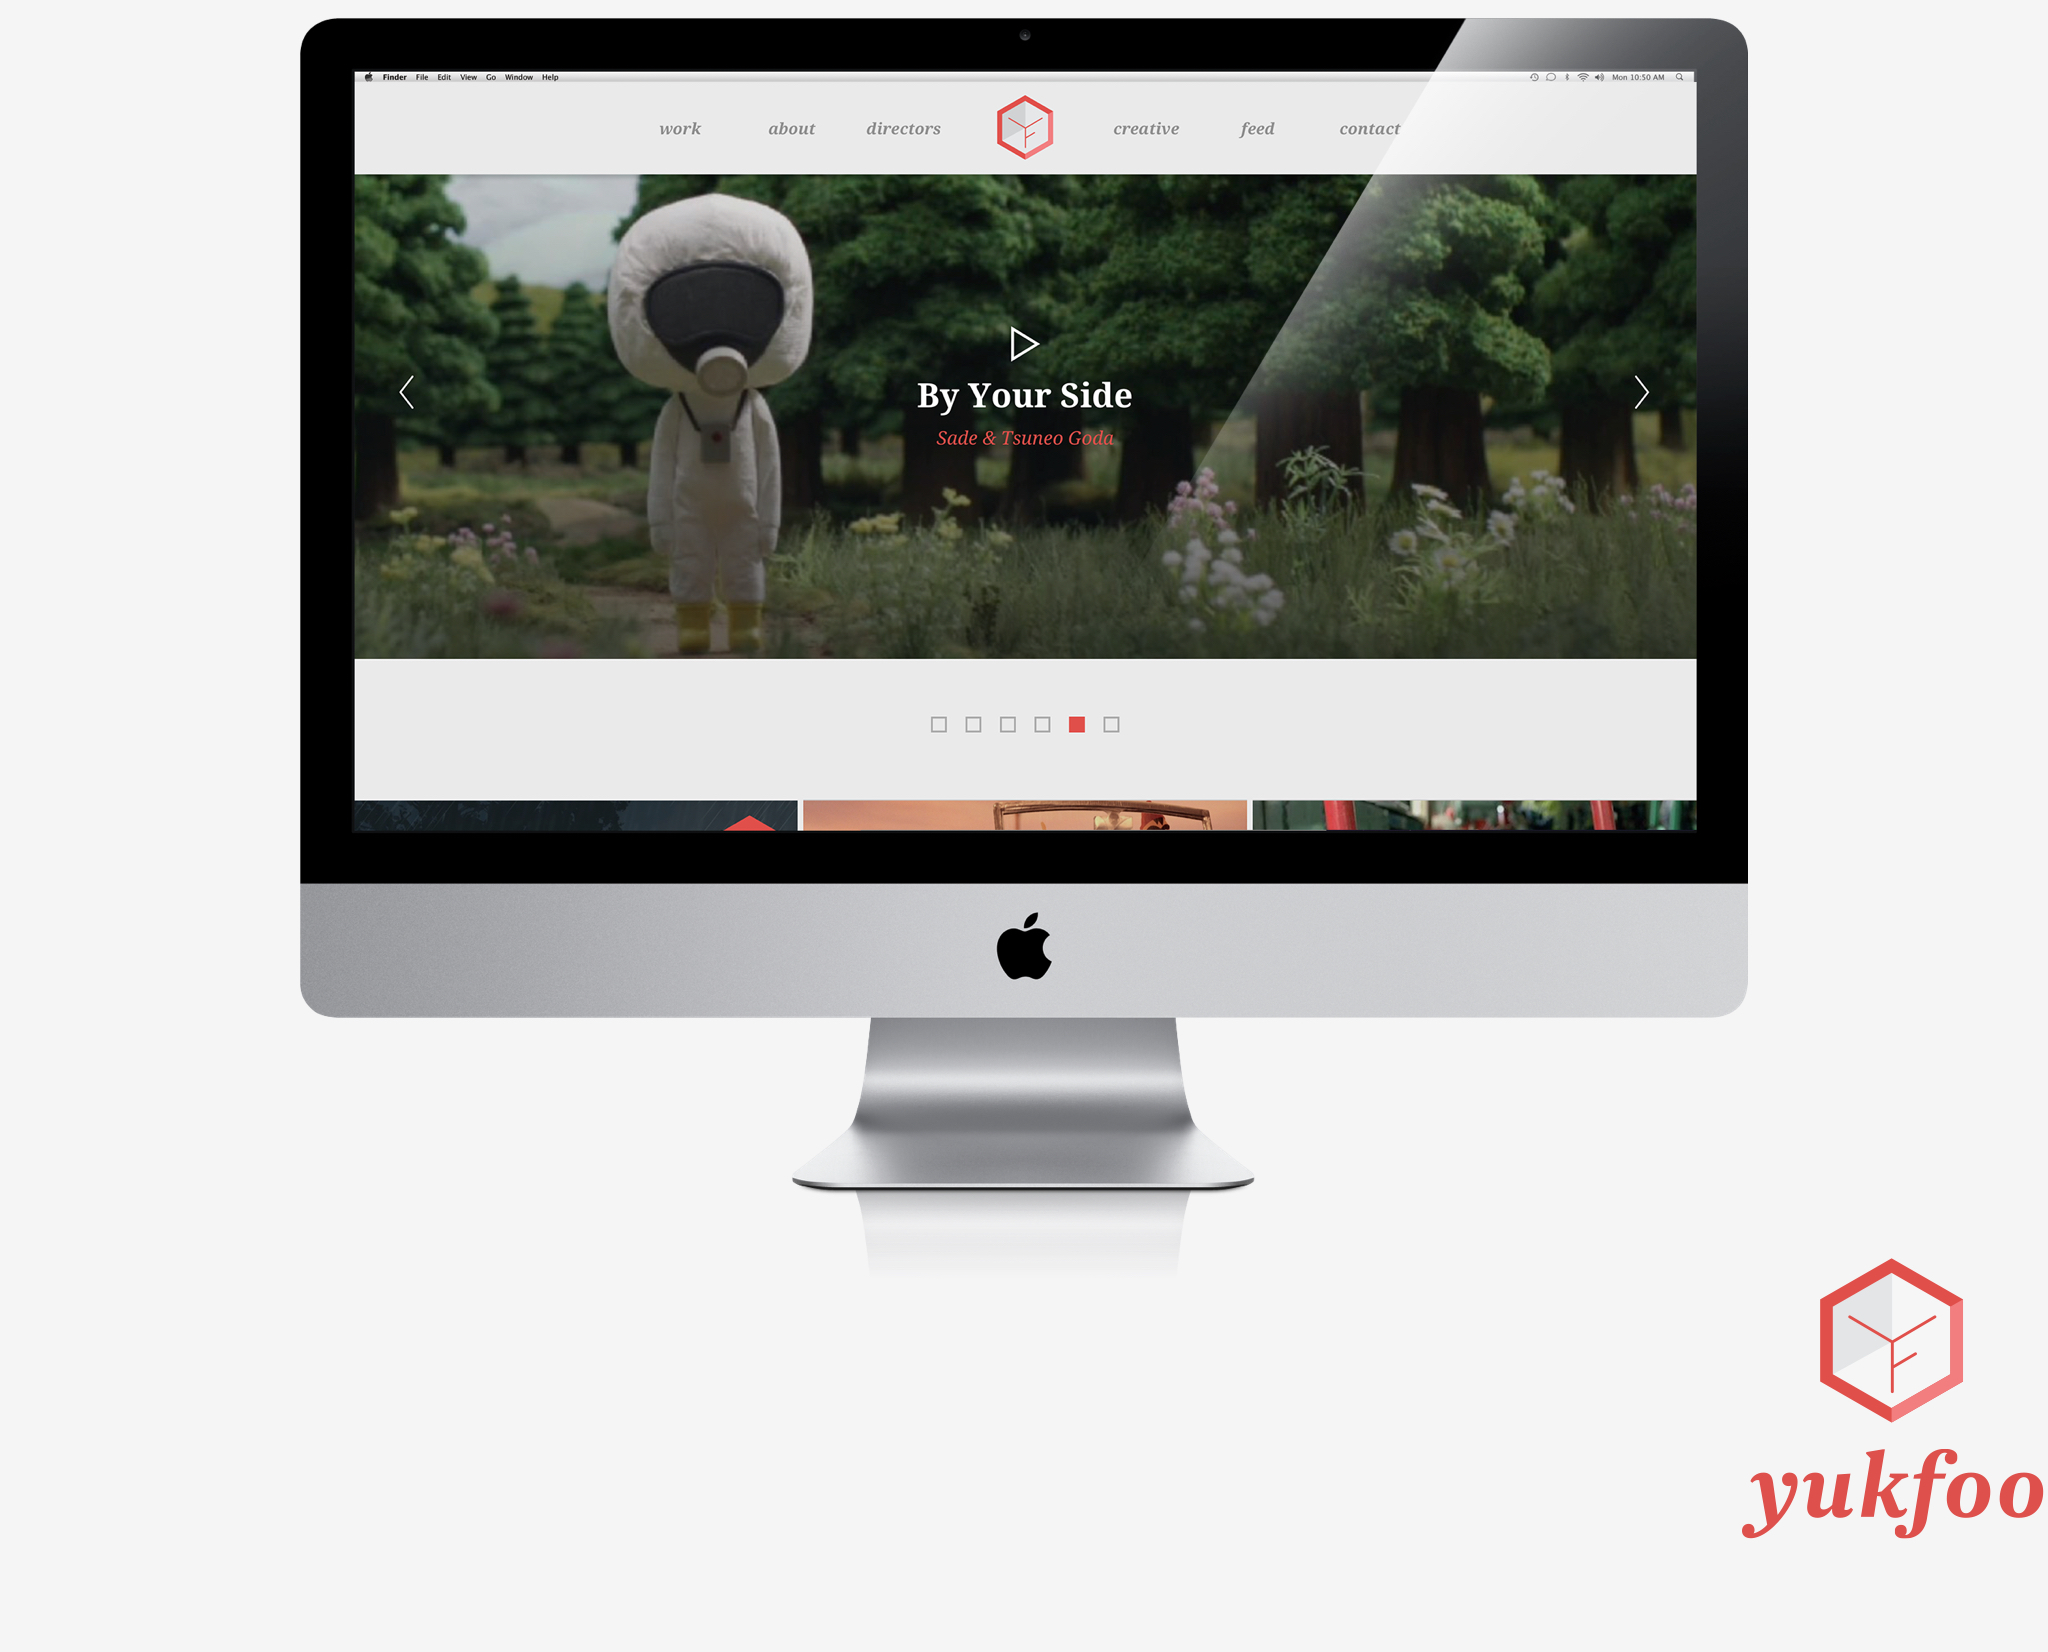 Finder File Edit View Go Window Help Mon 10:50 AM
work about directors creative feed contact
By Your Side
Sade & Tsuneo Goda
yukfoo